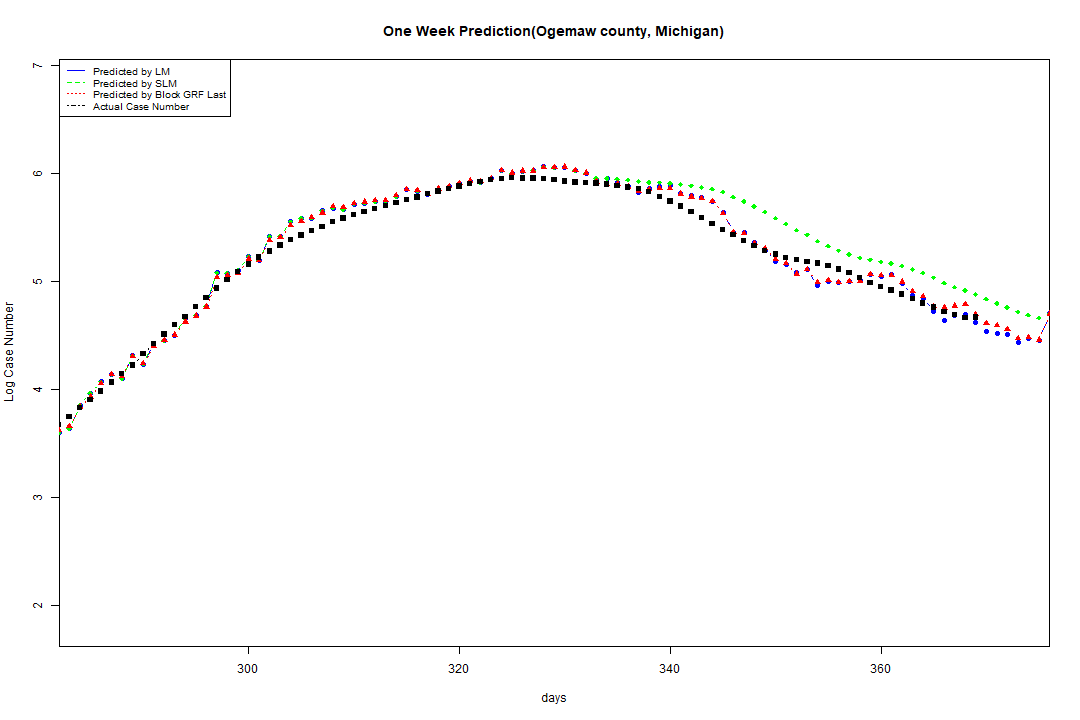 One Week Prediction(Ogemaw county, Michigan)
Predicted by LM
Predicted by SLM
Predicted by Block GRF Last
Actual Case Number
7
6
5
4
3
2
Log Case Number
300 320 340 360
days